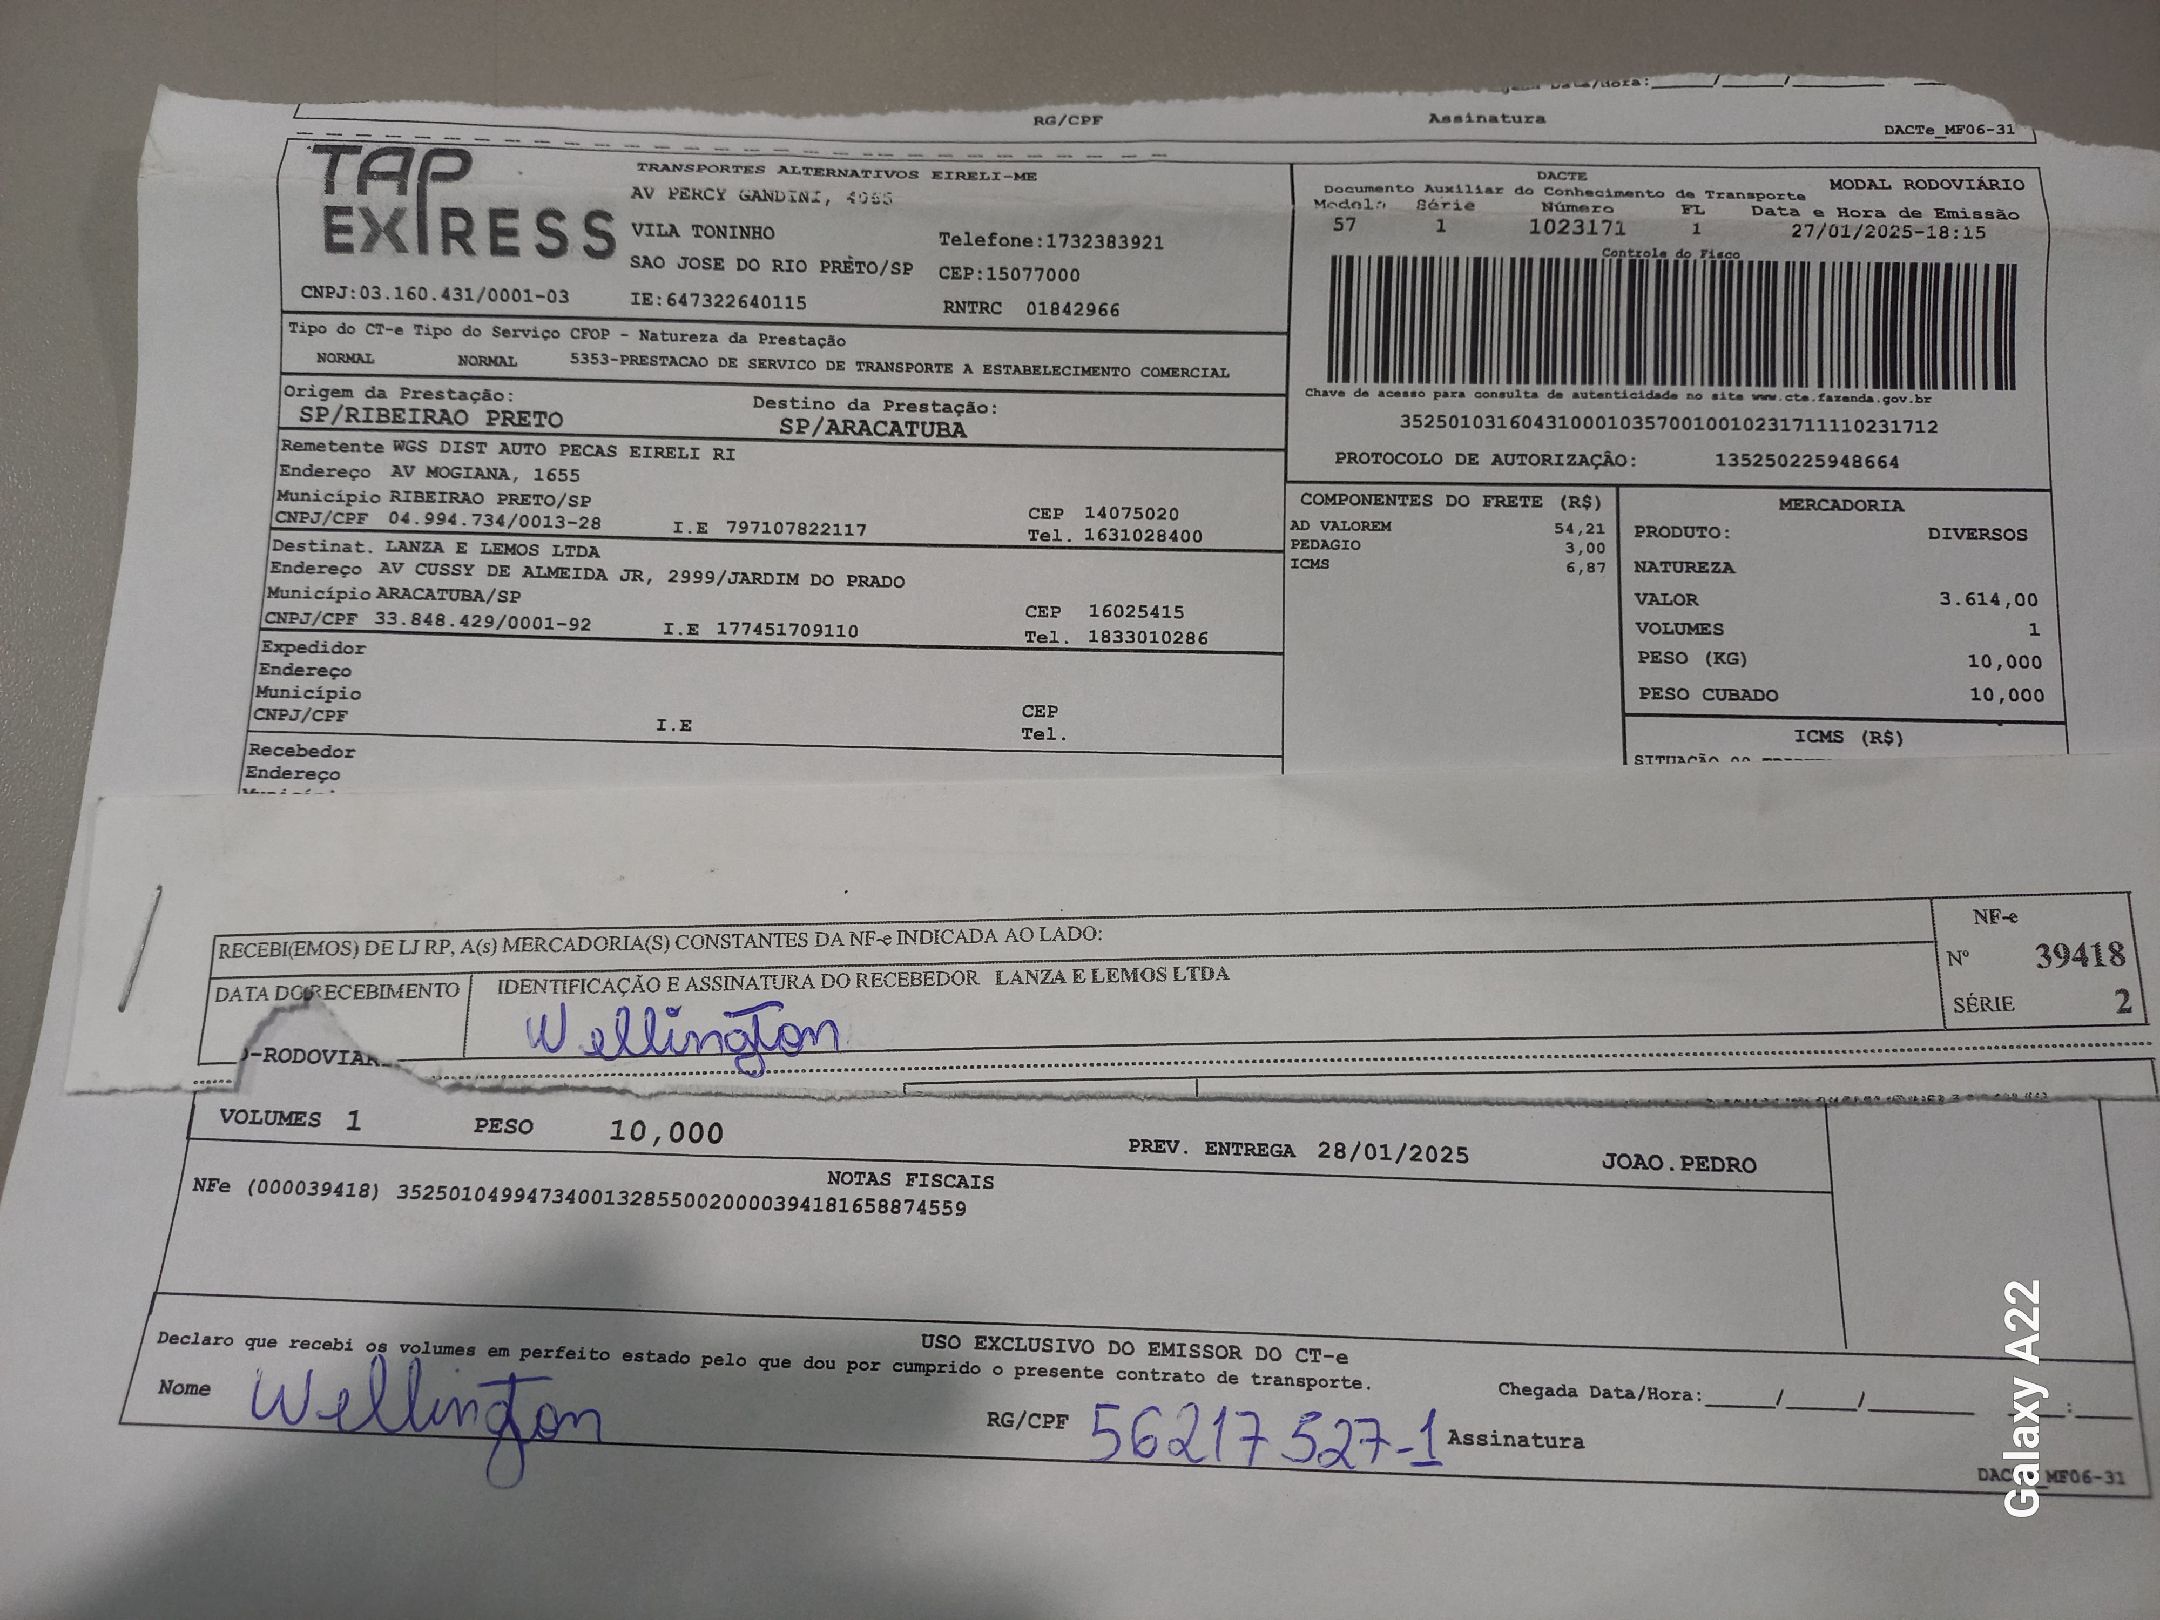 RG/CPF Assinatura
DACTe_MF06-31
TAP EXPRESS
TRANSPORTES ALTERNATIVOS EIRELI-ME
AV PERCY GANDINI, 4065
VILA TONINHO Telefone:1732383921
SAO JOSE DO RIO PRETO/SP CEP:15077000
CNPJ:03.160.431/0001-03 IE:647322640115 RNTRC 01842966
DACTE
Documento Auxiliar do Conhecimento de Transporte MODAL RODOVIÁRIO
Modelo Série Número FL Data e Hora de Emissão
57 1 1023171 1 27/01/2025-18:15
Controle do Fisco
Chave de acesso para consulta de autenticidade no site www.cte.fazenda.gov.br
35250103160431000103570010010231711110231712
PROTOCOLO DE AUTORIZAÇÃO: 135250225948664
Tipo do CT-e Tipo do Serviço CFOP - Natureza da Prestação
NORMAL NORMAL 5353-PRESTACAO DE SERVICO DE TRANSPORTE A ESTABELECIMENTO COMERCIAL
Origem da Prestação: Destino da Prestação:
SP/RIBEIRAO PRETO SP/ARACATUBA
Remetente WGS DIST AUTO PECAS EIRELI RI
Endereço AV MOGIANA, 1655
Município RIBEIRAO PRETO/SP CEP 14075020
CNPJ/CPF 04.994.734/0013-28 I.E 797107822117 Tel. 1631028400
Destinat. LANZA E LEMOS LTDA
Endereço AV CUSSY DE ALMEIDA JR, 2999/JARDIM DO PRADO
Município ARACATUBA/SP CEP 16025415
CNPJ/CPF 33.848.429/0001-92 I.E 177451709110 Tel. 1833010286
Expedidor
Endereço
Município CEP
CNPJ/CPF I.E Tel.
Recebedor
Endereço
COMPONENTES DO FRETE (R$)
AD VALOREM 54,21
PEDAGIO 3,00
ICMS 6,87
MERCADORIA
PRODUTO: DIVERSOS
NATUREZA
VALOR 3.614,00
VOLUMES 1
PESO (KG) 10,000
PESO CUBADO 10,000
ICMS (R$)
RECEBI(EMOS) DE LJ RP, A(s) MERCADORIA(S) CONSTANTES DA NF-e INDICADA AO LADO:
DATA DO RECEBIMENTO IDENTIFICAÇÃO E ASSINATURA DO RECEBEDOR LANZA E LEMOS LTDA
Wellington
NF-e
Nº 39418
SÉRIE 2
VOLUMES 1 PESO 10,000 PREV. ENTREGA 28/01/2025 JOAO.PEDRO
NOTAS FISCAIS
NFe (000039418) 35250104994734001328550020000394181658874559
USO EXCLUSIVO DO EMISSOR DO CT-e
Declaro que recebi os volumes em perfeito estado pelo que dou por cumprido o presente contrato de transporte.
Nome Wellington RG/CPF 56217527-1 Assinatura
Chegada Data/Hora:____/____/______ ___:____
MF06-31
Galaxy A22